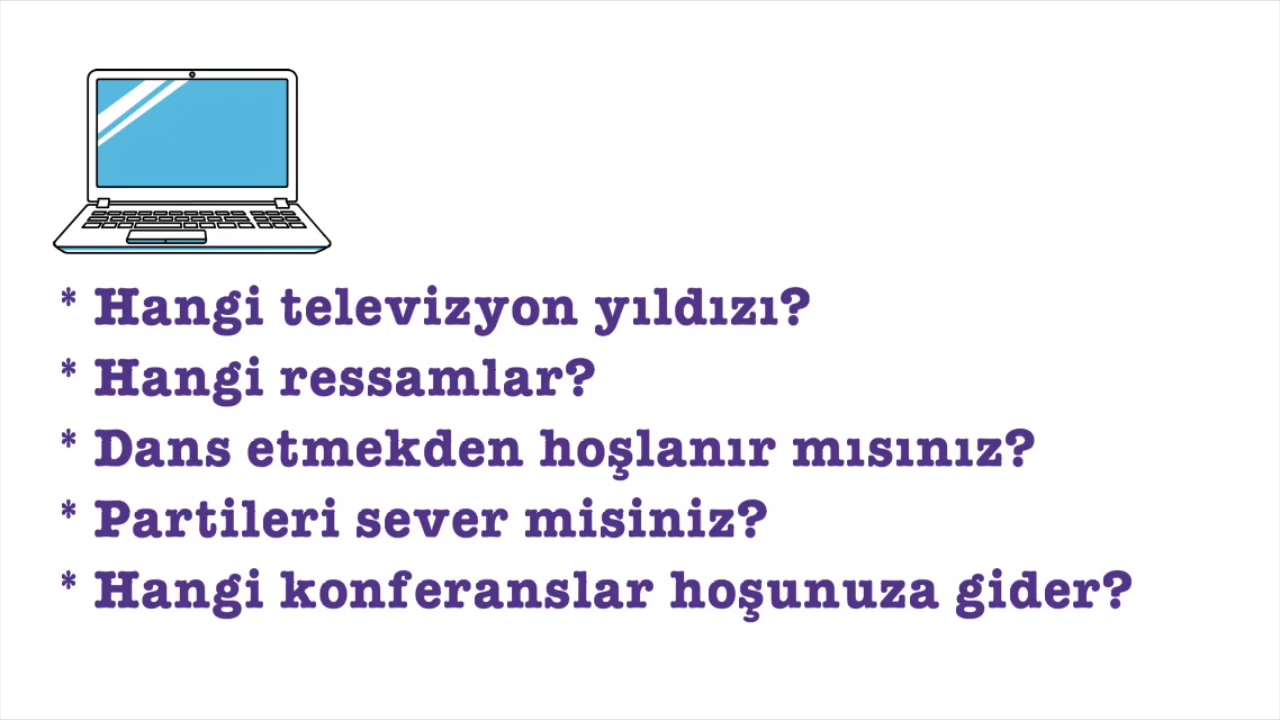 * Hangi televizyon yıldızı?
* Hangi ressamlar?
* Dans etmekden hoşlanır mısınız?
* Partileri sever misiniz?
* Hangi konferanslar hoşunuza gider?